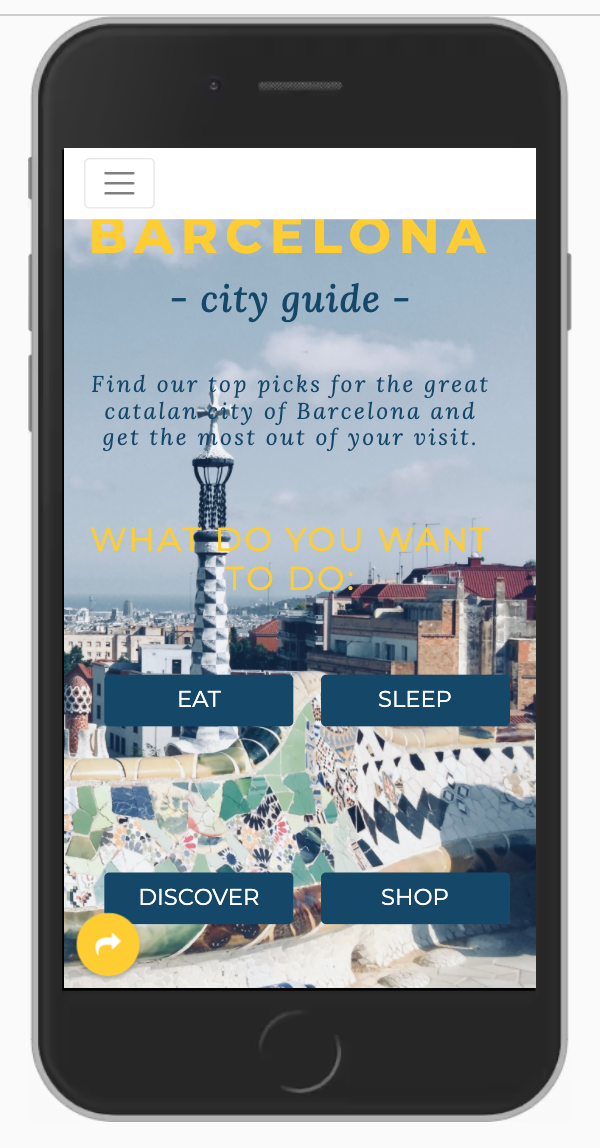 BARCELONA
- city guide -
Find our top picks for the great
catalan city of Barcelona and
get the most out of your visit.
WHAT DO YOU WANT
TO DO:
EAT
SLEEP
DISCOVER
SHOP